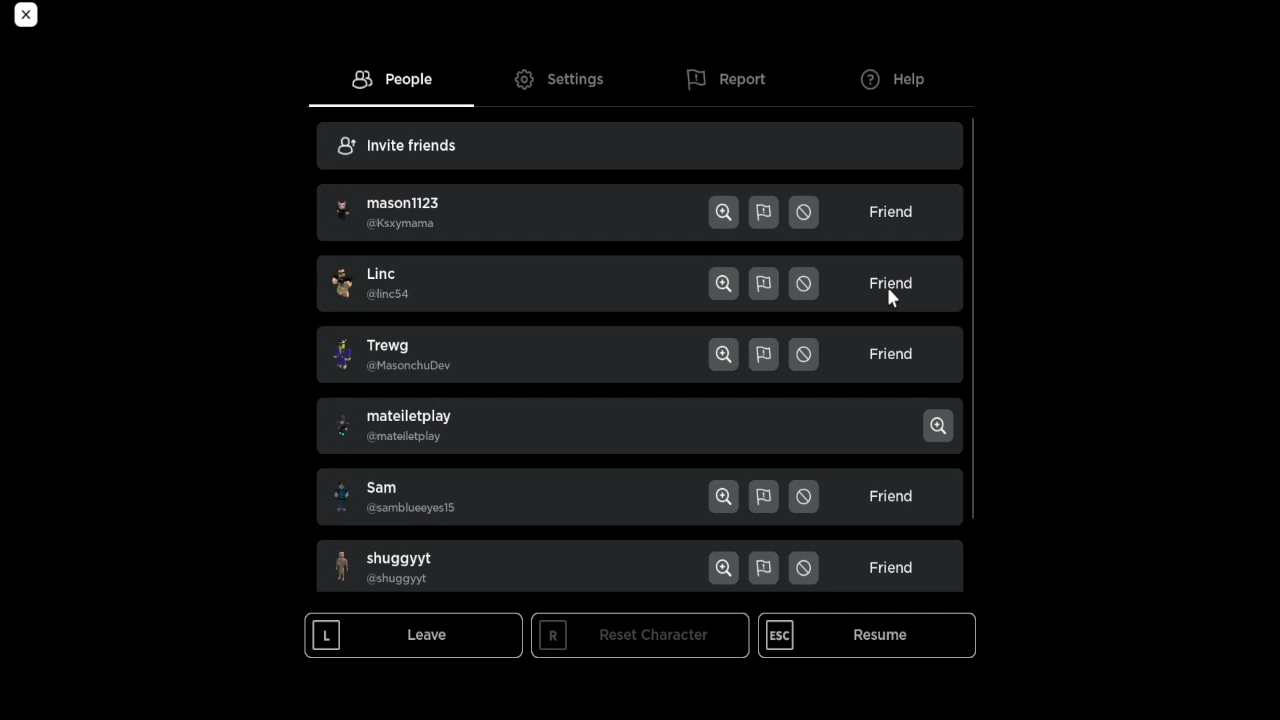 People
Settings
Report
Help
Invite friends
mason1123
@Ksxymama
Friend
Linc
@linc54
Friend
Trewg
@MasonchuDev
Friend
mateiletplay
@mateiletplay
Sam
@samblueeyes15
Friend
shuggyyt
@shuggyyt
Friend
L Leave
R Reset Character
ESC Resume